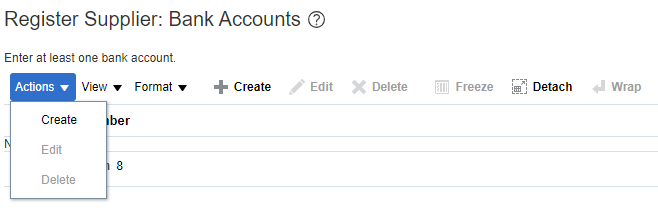 Register Supplier: Bank Accounts ?
Enter at least one bank account.
Actions View Format Create Edit Delete Freeze Detach Wrap
Create
Edit
Delete
8